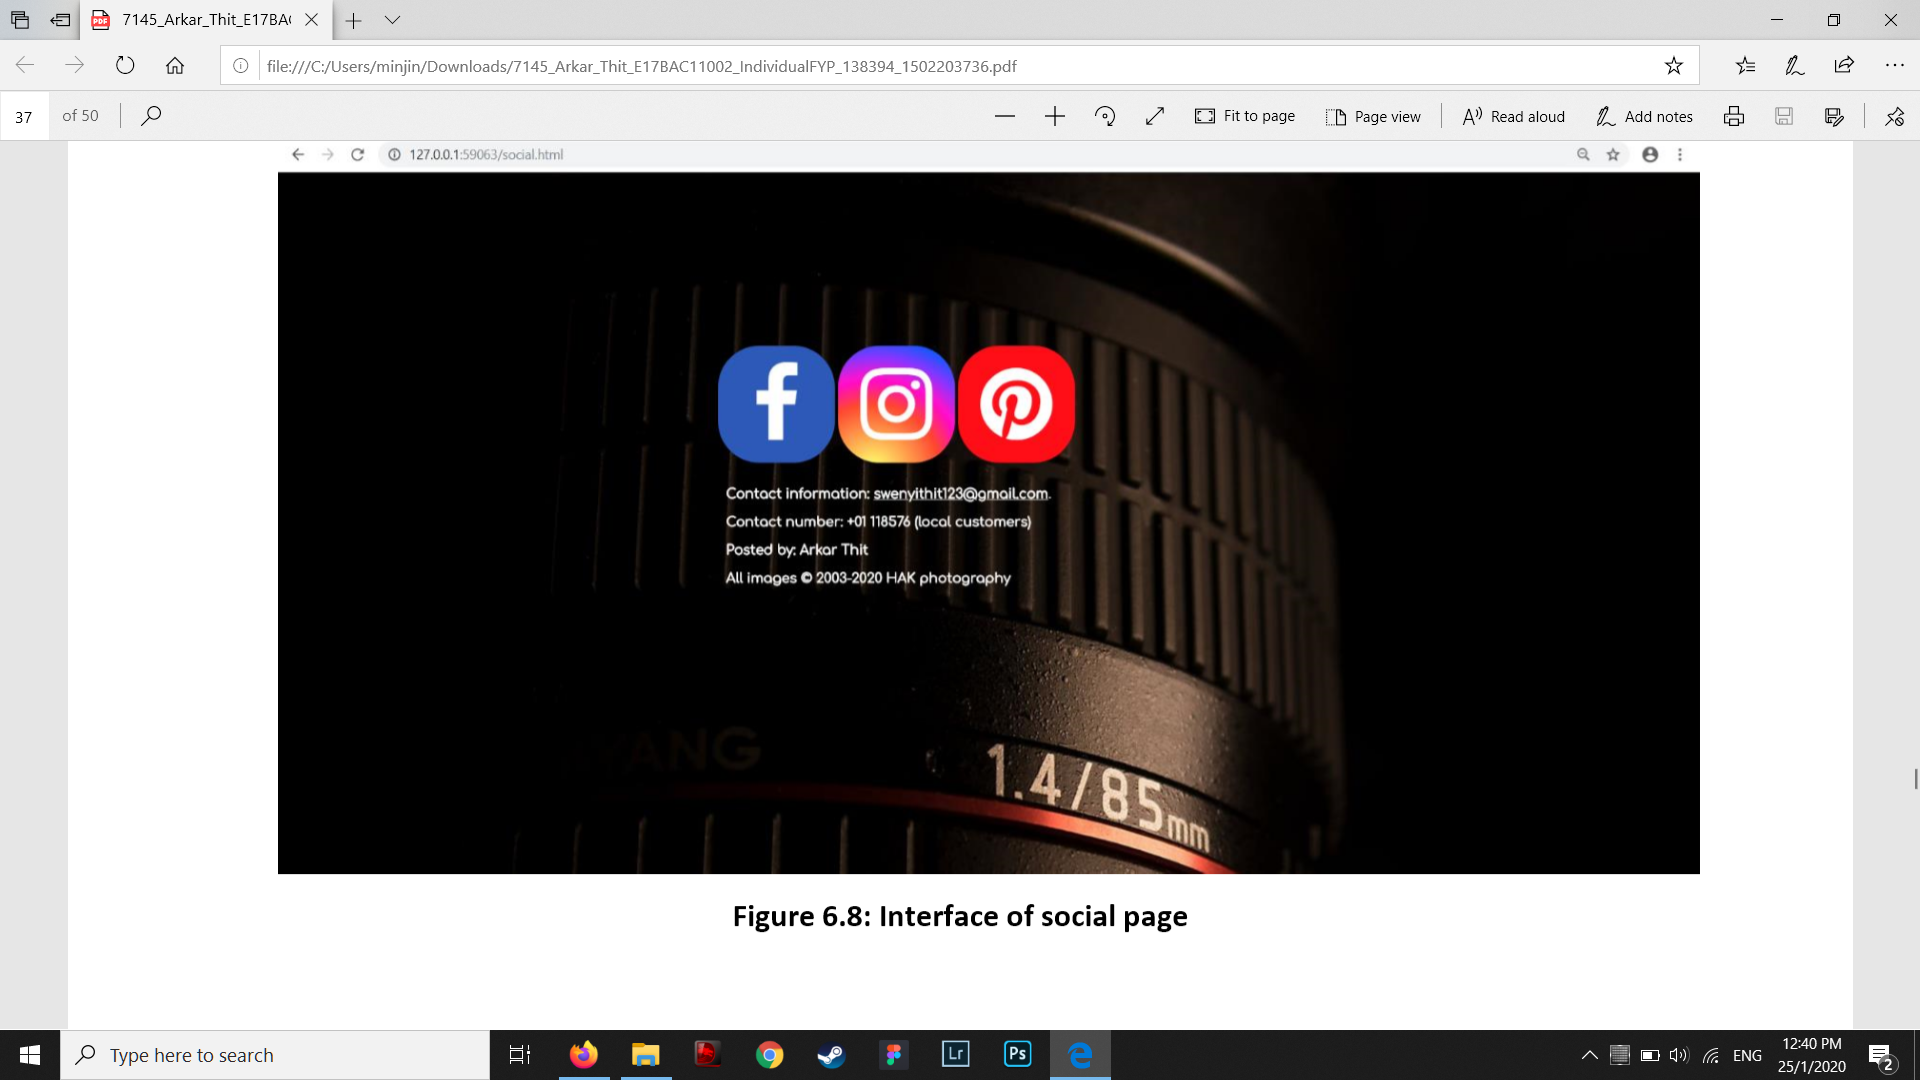 7145_Arkar_Thit_E17BA
file:///C:/Users/minjin/Downloads/7145_Arkar_Thit_E17BAC11002_IndividualFYP_138394_1502203736.pdf
37 of 50
Fit to page
Page view
Read aloud
Add notes
127.0.0.1:59063/social.html
Contact information: swenyithit123@gmail.com.
Contact number: +01 118576 (local customers)
Posted by: Arkar Thit
All images © 2003-2020 HAK photography
YANG
1.4/85mm
Figure 6.8: Interface of social page
Type here to search
Lr
Ps
ENG
12:40 PM
25/1/2020
2